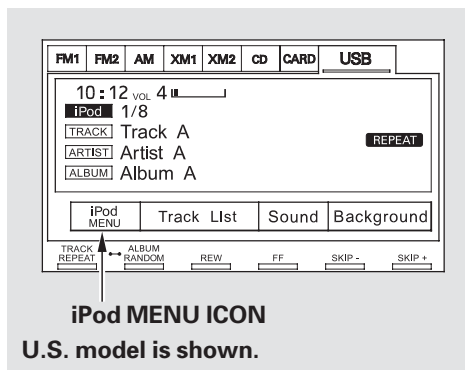 FM1 FM2 AM XM1 XM2 CD CARD USB
10:12 VOL 4
iPod 1/8
TRACK Track A
REPEAT
ARTIST Artist A
ALBUM Album A
iPod MENU Track LIst Sound Background
TRACK REPEAT ALBUM RANDOM REW FF SKIP - SKIP +
iPod MENU ICON
U.S. model is shown.